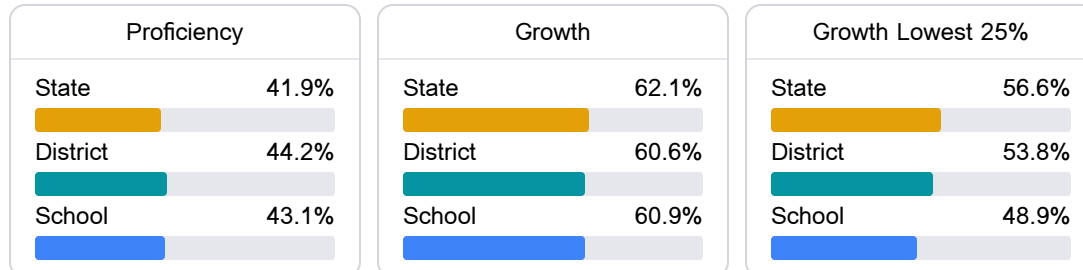 Proficiency
State 41.9%
District 44.2%
School 43.1%
Growth
State 62.1%
District 60.6%
School 60.9%
Growth Lowest 25%
State 56.6%
District 53.8%
School 48.9%